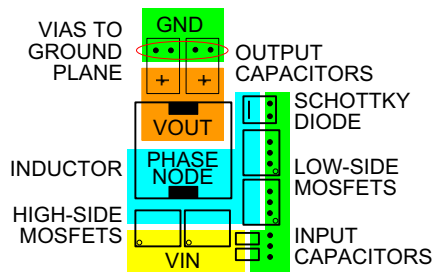 VIAS TO
GROUND
PLANE
GND
OUTPUT
CAPACITORS
VOUT
SCHOTTKY
DIODE
INDUCTOR
PHASE
NODE
LOW-SIDE
MOSFETS
HIGH-SIDE
MOSFETS
VIN
INPUT
CAPACITORS